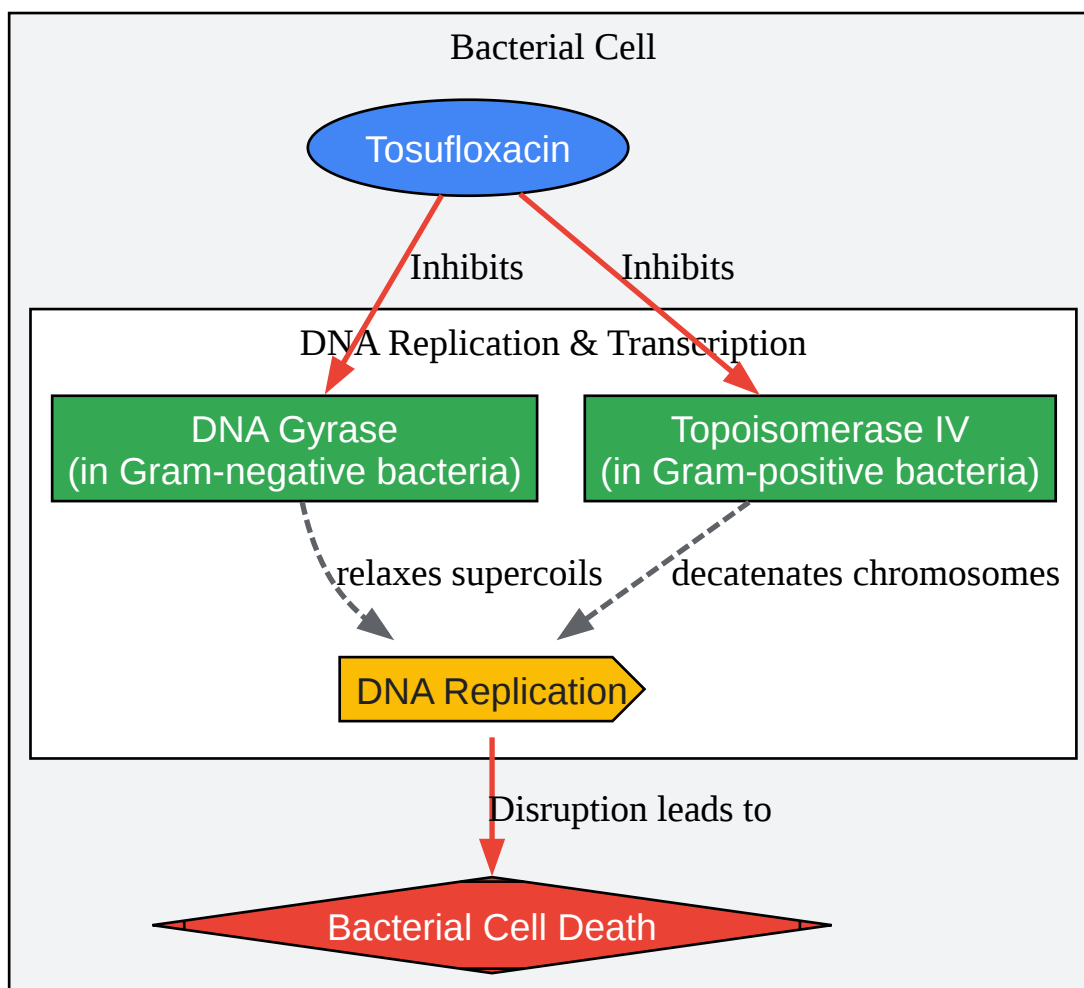 Bacterial Cell
Tosufloxacin
Inhibits
Inhibits
DNA Replication & Transcription
DNA Gyrase
(in Gram-negative bacteria)
Topoisomerase IV
(in Gram-positive bacteria)
relaxes supercoils
decatenates chromosomes
DNA Replication
Disruption leads to
Bacterial Cell Death